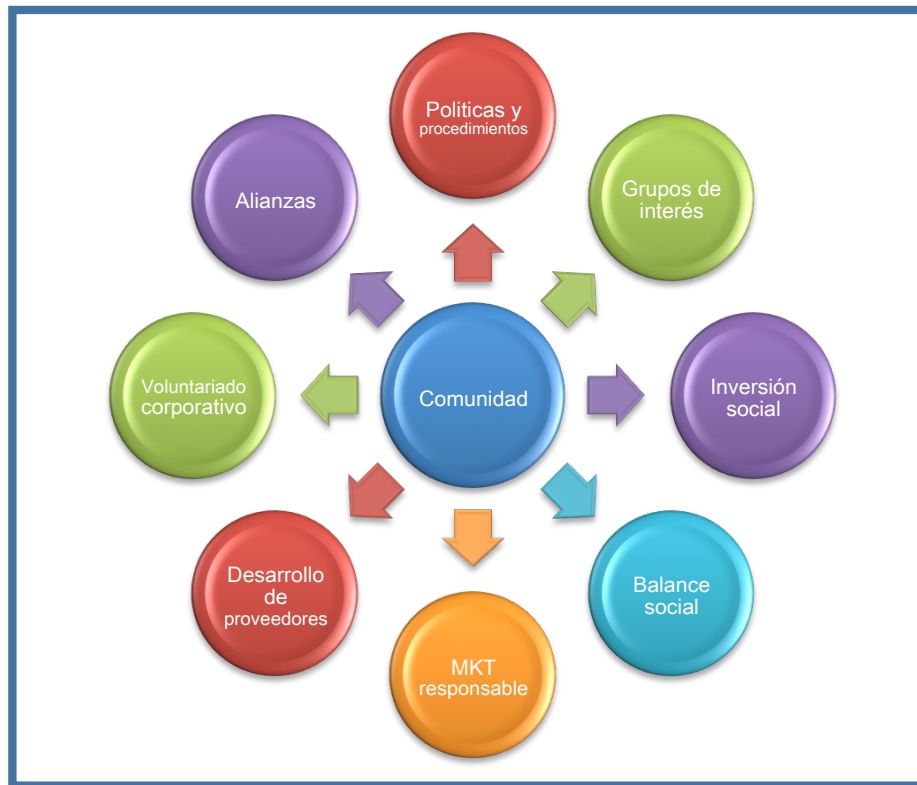 Politicas y
procedimientos
Grupos de
interés
Inversión
social
Balance
social
MKT
responsable
Desarrollo
de
proveedores
Voluntariado
corporativo
Alianzas
Comunidad